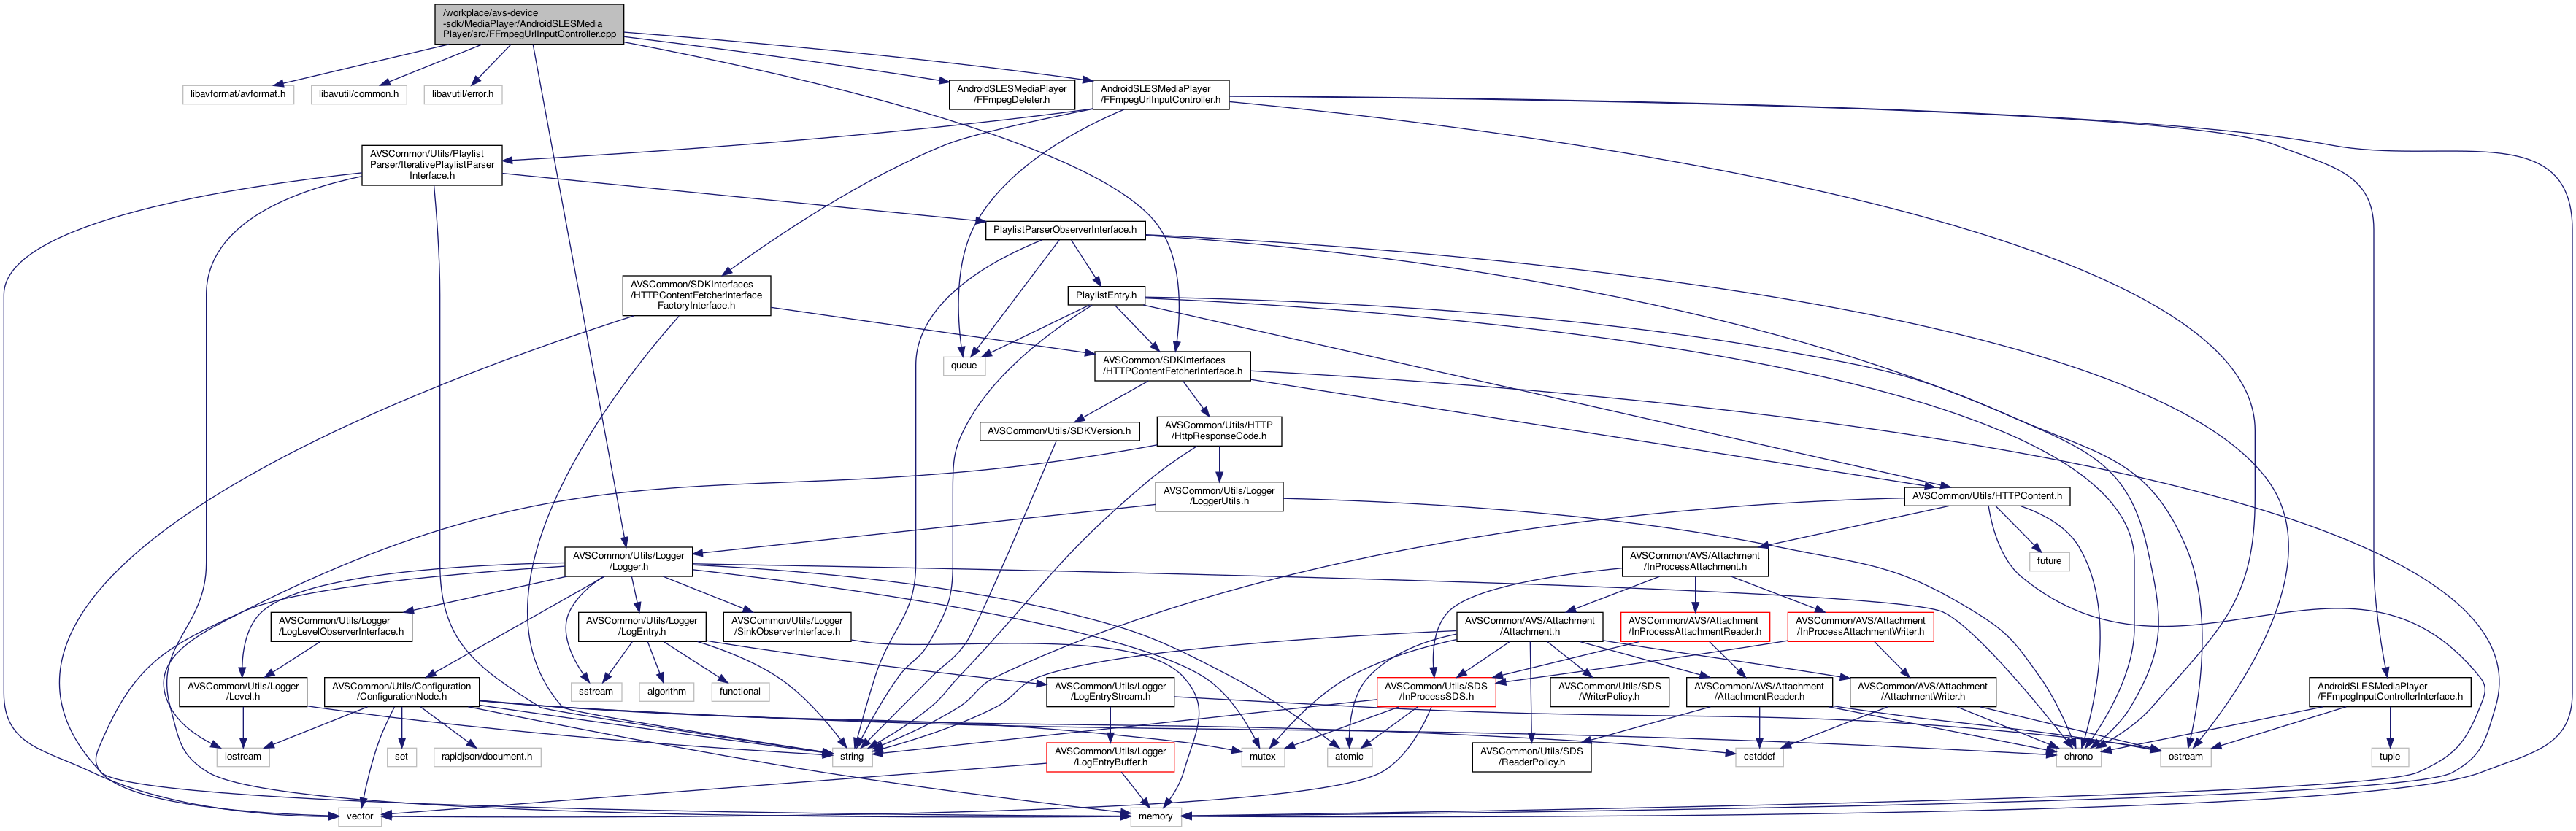 /workplace/avs-device
-sdk/MediaPlayer/AndroidSLESMedia
Player/src/FFmpegUrlInputController.cpp
libavformat/avformat.h
libavutil/common.h
libavutil/error.h
AndroidSLESMediaPlayer
/FFmpegDeleter.h
AndroidSLESMediaPlayer
/FFmpegUrlInputController.h
AVSCommon/Utils/Playlist
Parser/IterativePlaylistParser
Interface.h
PlaylistParserObserverInterface.h
AVSCommon/SDKInterfaces
/HTTPContentFetcherInterface
FactoryInterface.h
PlaylistEntry.h
queue
AVSCommon/SDKInterfaces
/HTTPContentFetcherInterface.h
AVSCommon/Utils/SDKVersion.h
AVSCommon/Utils/HTTP
/HttpResponseCode.h
AVSCommon/Utils/Logger
/LoggerUtils.h
AVSCommon/Utils/HTTPContent.h
AVSCommon/Utils/Logger
/Logger.h
AVSCommon/AVS/Attachment
/InProcessAttachment.h
future
AVSCommon/Utils/Logger
/LogLevelObserverInterface.h
AVSCommon/Utils/Logger
/LogEntry.h
AVSCommon/Utils/Logger
/SinkObserverInterface.h
AVSCommon/AVS/Attachment
/Attachment.h
AVSCommon/AVS/Attachment
/InProcessAttachmentReader.h
AVSCommon/AVS/Attachment
/InProcessAttachmentWriter.h
AVSCommon/Utils/Logger
/Level.h
AVSCommon/Utils/Configuration
/ConfigurationNode.h
sstream
algorithm
functional
AVSCommon/Utils/Logger
/LogEntryStream.h
AVSCommon/Utils/SDS
/InProcessSDS.h
AVSCommon/Utils/SDS
/WriterPolicy.h
AVSCommon/AVS/Attachment
/AttachmentReader.h
AVSCommon/AVS/Attachment
/AttachmentWriter.h
AndroidSLESMediaPlayer
/FFmpegInputControllerInterface.h
iostream
set
rapidjson/document.h
string
AVSCommon/Utils/Logger
/LogEntryBuffer.h
mutex
atomic
AVSCommon/Utils/SDS
/ReaderPolicy.h
cstddef
chrono
ostream
tuple
vector
memory